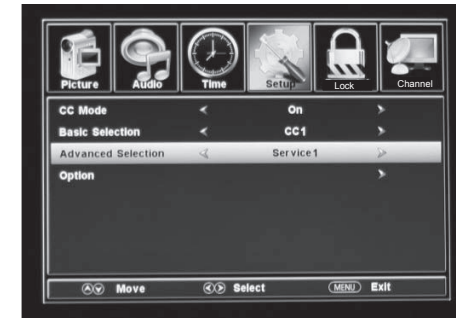 Picture Audio Time Setup Lock Channel
CC Mode On
Basic Selection CC1
Advanced Selection Service1
Option
Move Select MENU Exit